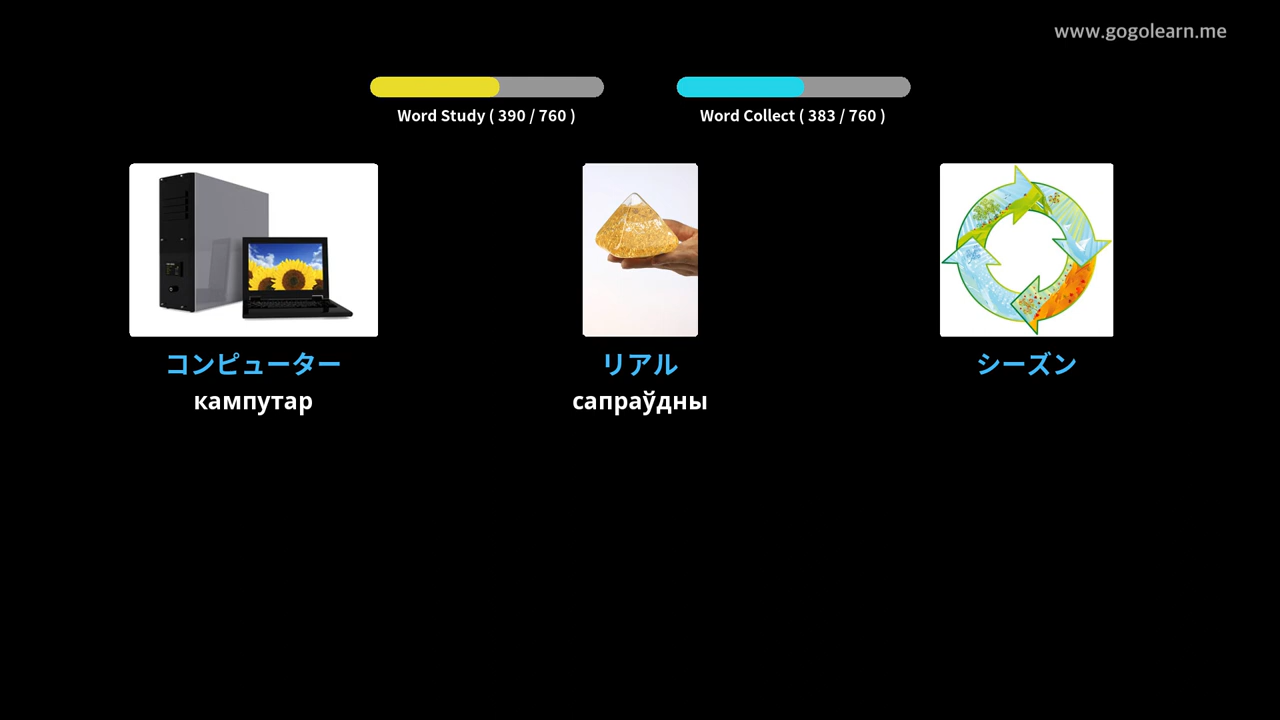 www.gogolearn.me
Word Study ( 390 / 760 )
Word Collect ( 383 / 760 )
コンピューター
кампутар
リアル
сапраўдны
シーズン